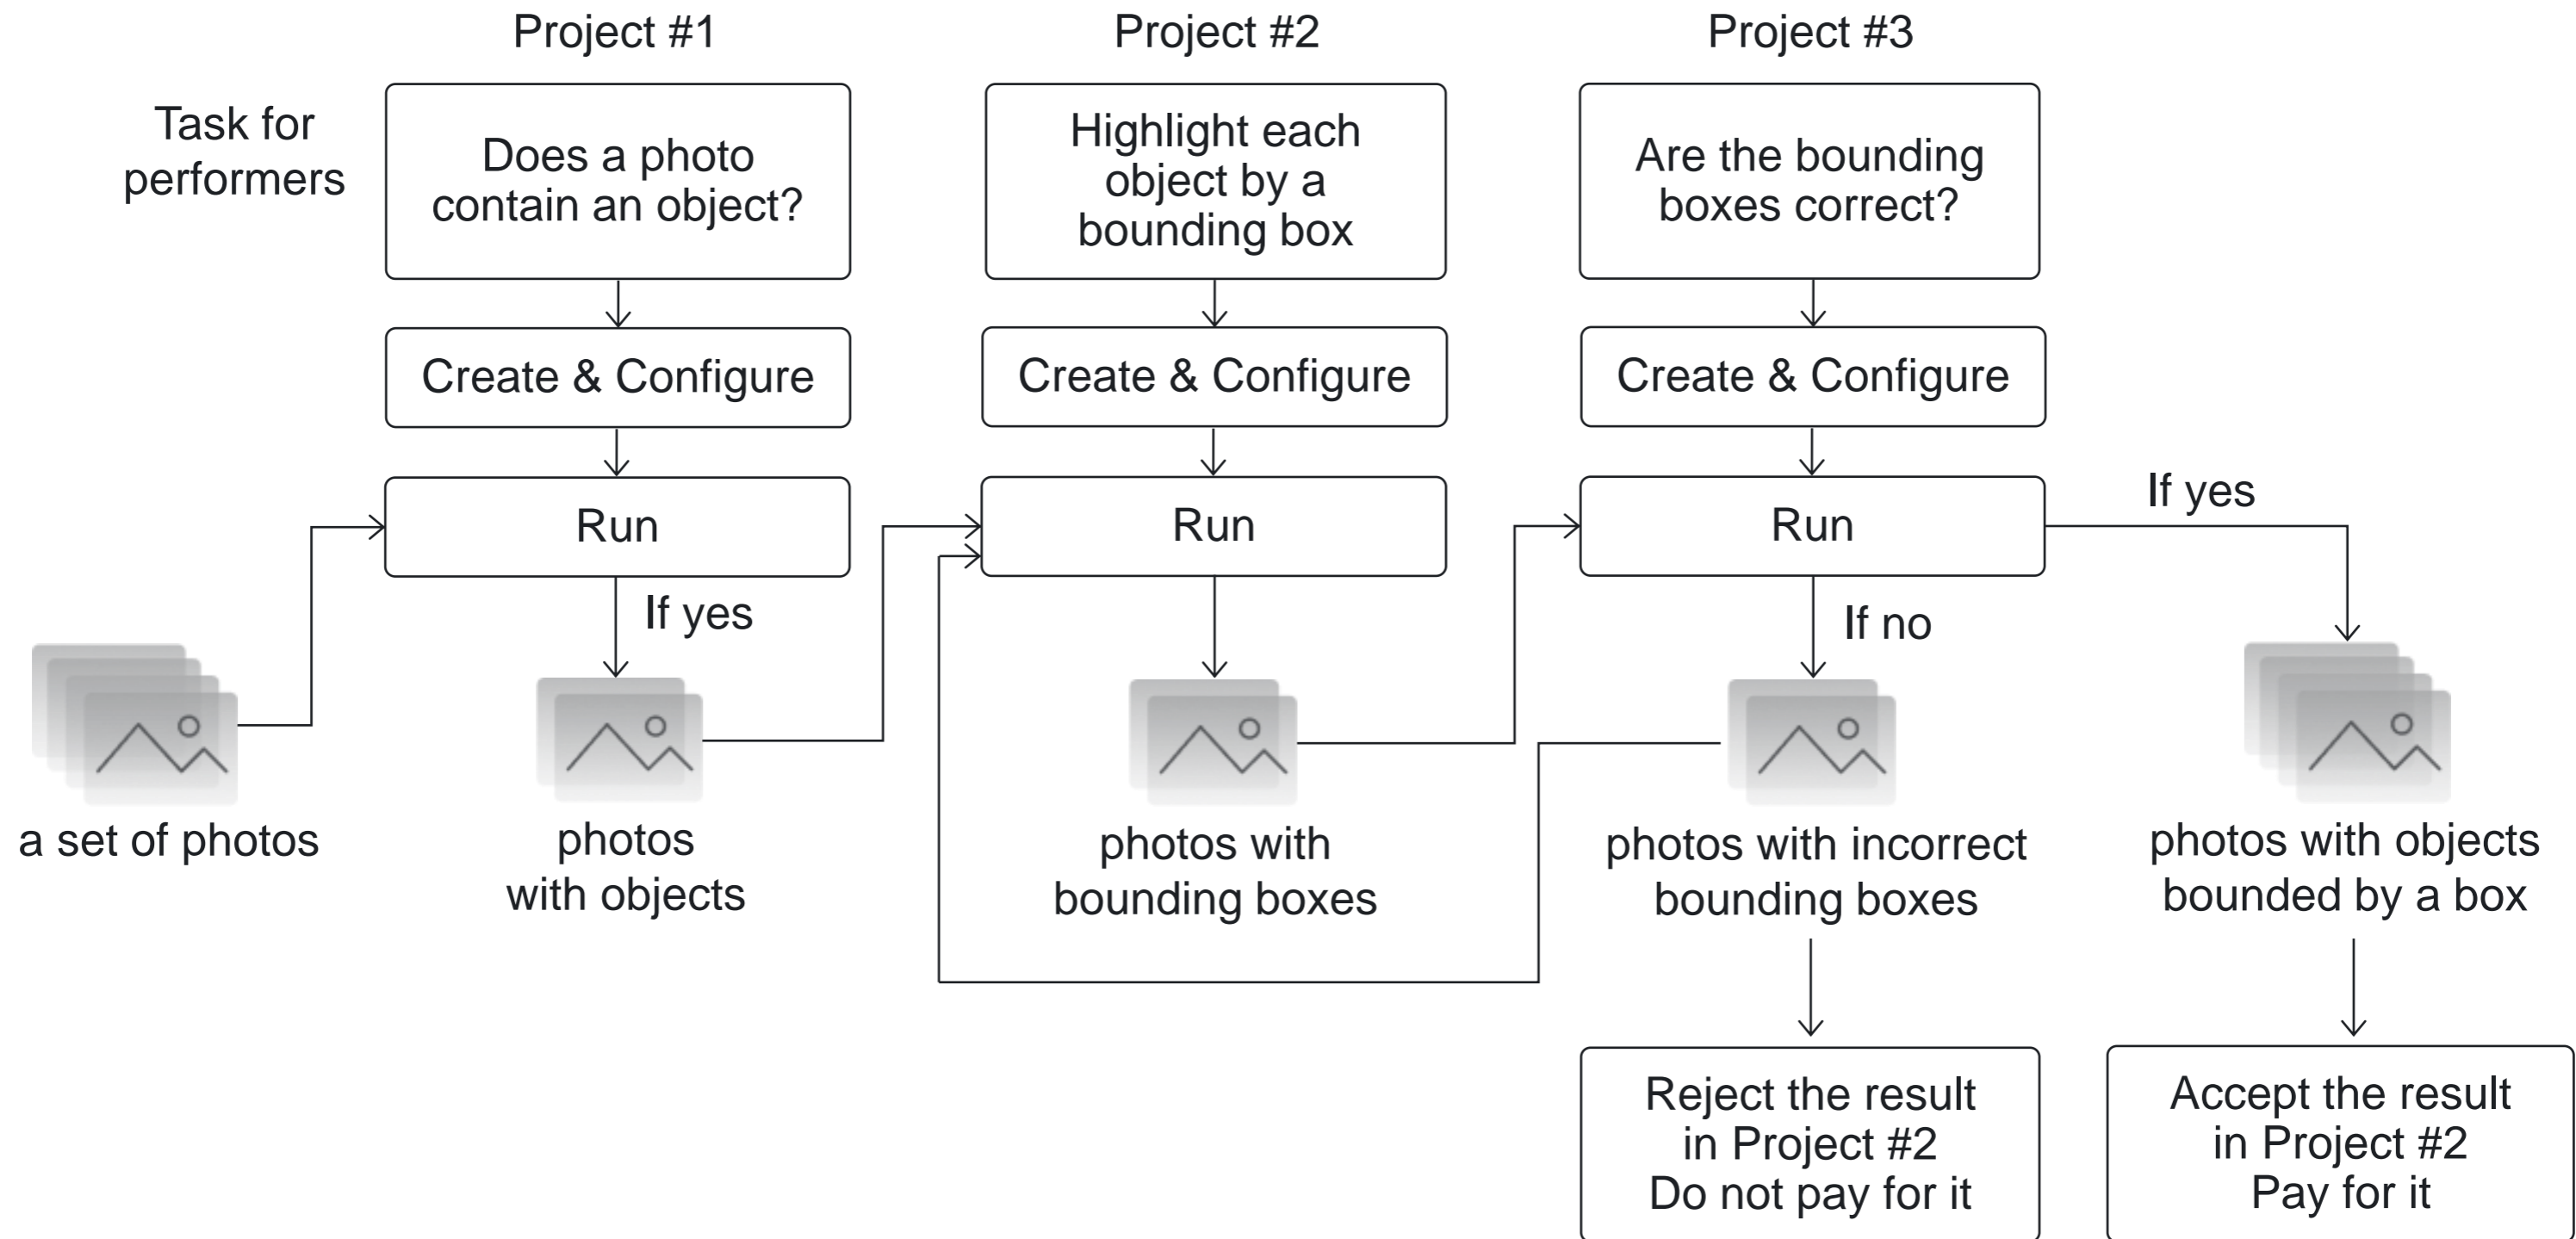 Project #1
Project #2
Project #3
Task for
performers
Does a photo
contain an object?
Highlight each
object by a
bounding box
Are the bounding
boxes correct?
Create & Configure
Create & Configure
Create & Configure
Run
Run
Run
If yes
If yes
If no
a set of photos
photos
with objects
photos with
bounding boxes
photos with incorrect
bounding boxes
photos with objects
bounded by a box
Reject the result
in Project #2
Do not pay for it
Accept the result
in Project #2
Pay for it